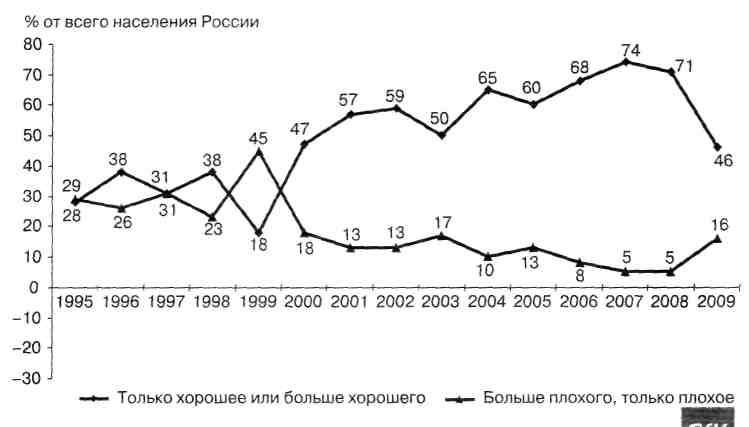 % от всего населения России
80
70
60
50
40
30
20
10
0
–10
–20
–30
29 38 31 38 45 47 57 59 50 65 60 68 74 71 46
28 26 31 23 18 18 13 13 17 10 13 8 5 5 16
1995 1996 1997 1998 1999 2000 2001 2002 2003 2004 2005 2006 2007 2008 2009
Только хорошее или больше хорошего Больше плохого, только плохое